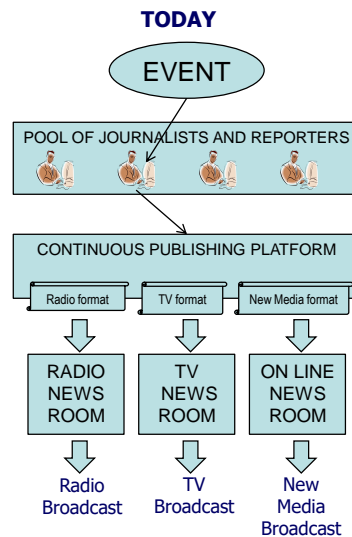 TODAY
EVENT
POOL OF JOURNALISTS AND REPORTERS
CONTINUOUS PUBLISHING PLATFORM
Radio format
TV format
New Media format
RADIO
NEWS
ROOM
TV
NEWS
ROOM
ON LINE
NEWS
ROOM
Radio
Broadcast
TV
Broadcast
New
Media
Broadcast